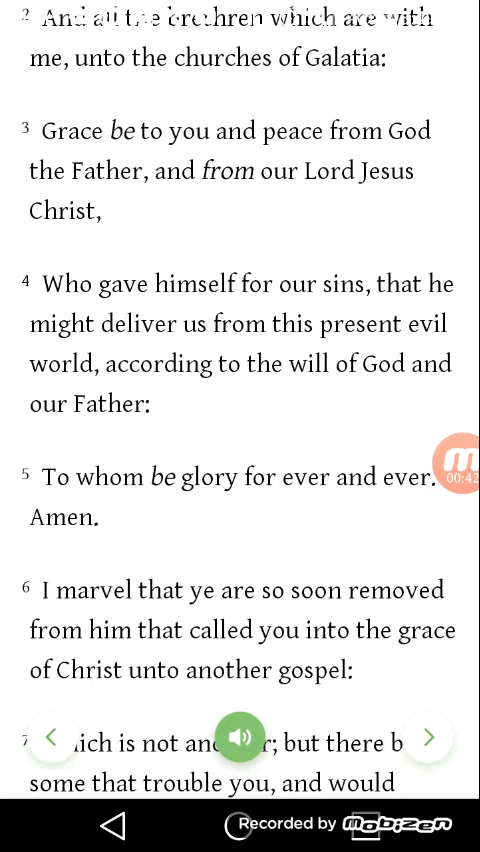 2 And all the brethren which are with
me, unto the churches of Galatia:
3 Grace be to you and peace from God
the Father, and from our Lord Jesus
Christ,
4 Who gave himself for our sins, that he
might deliver us from this present evil
world, according to the will of God and
our Father:
5 To whom be glory for ever and ever.
Amen.
00:42
6 I marvel that ye are so soon removed
from him that called you into the grace
of Christ unto another gospel:
7 is not but there
some that trouble you, and would
Recorded by mobizen